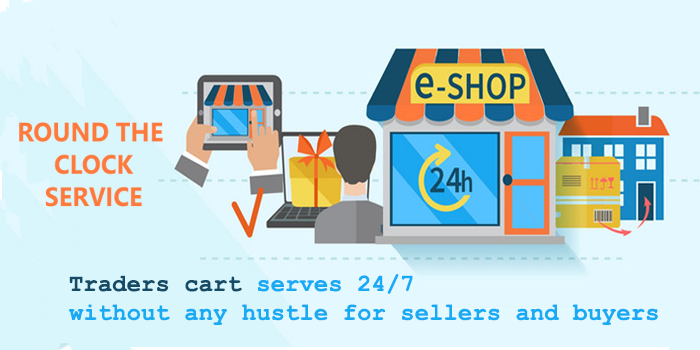 ROUND THE
CLOCK
SERVICE
e-SHOP
24h
Traders cart serves 24/7
without any hustle for sellers and buyers